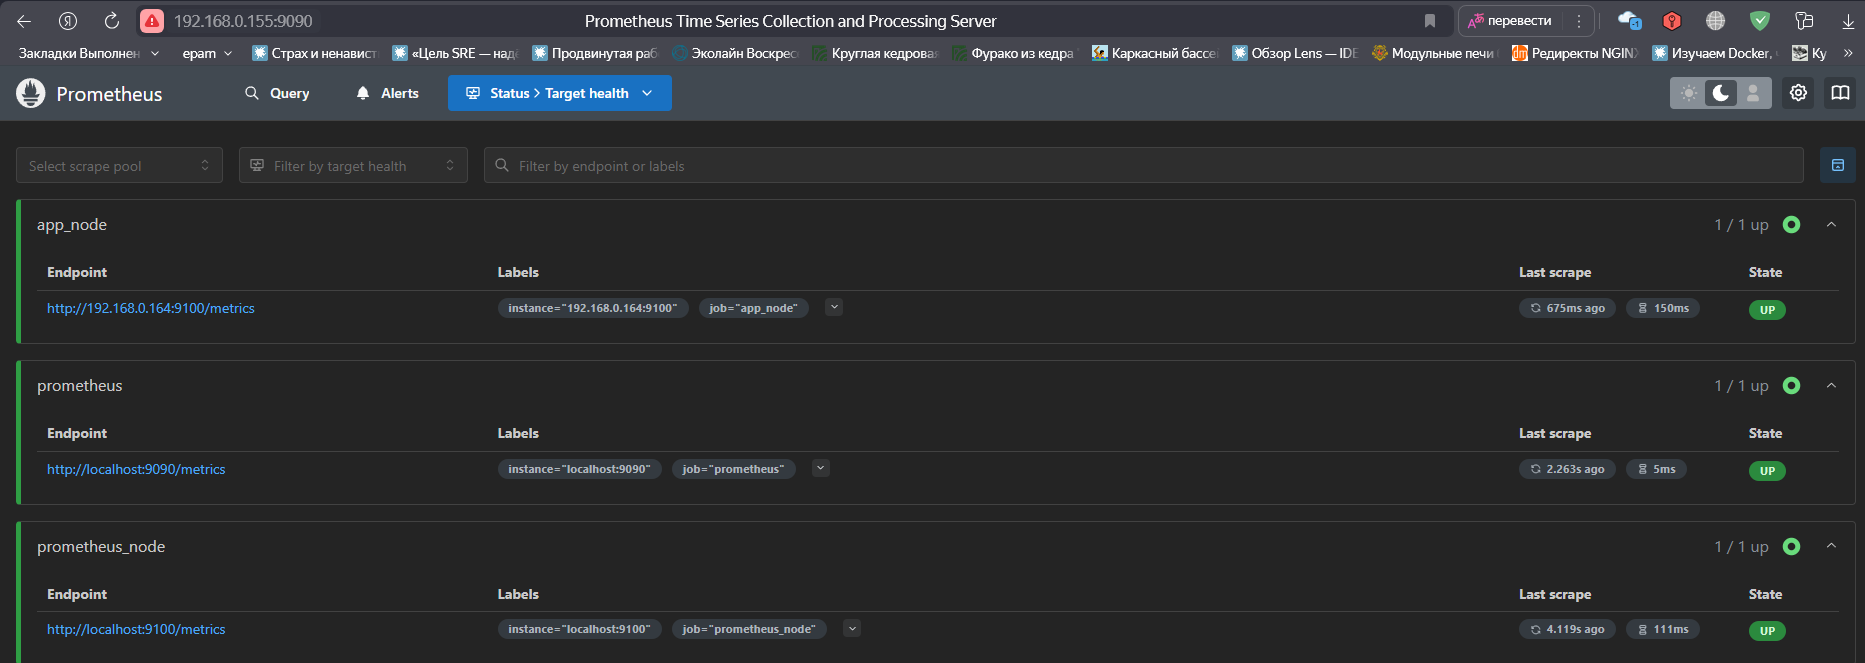 192.168.0.155:9090 Prometheus Time Series Collection and Processing Server перевести
Закладки Выполнен epam Страх и ненавист «Цель SRE — над Продвинутая раб Эколайн Воскресе Круглая кедровая Фурако из кедра Каркасный бассе Обзор Lens — IDE Модульные печи Редиректы NGINX Изучаем Docker, Ку »
Prometheus Query Alerts Status > Target health
Select scrape pool Filter by target health Filter by endpoint or labels
app_node 1 / 1 up
Endpoint Labels Last scrape State
http://192.168.0.164:9100/metrics instance="192.168.0.164:9100" job="app_node" 675ms ago 150ms UP
prometheus 1 / 1 up
Endpoint Labels Last scrape State
http://localhost:9090/metrics instance="localhost:9090" job="prometheus" 2.263s ago 5ms UP
prometheus_node 1 / 1 up
Endpoint Labels Last scrape State
http://localhost:9100/metrics instance="localhost:9100" job="prometheus_node" 4.119s ago 111ms UP